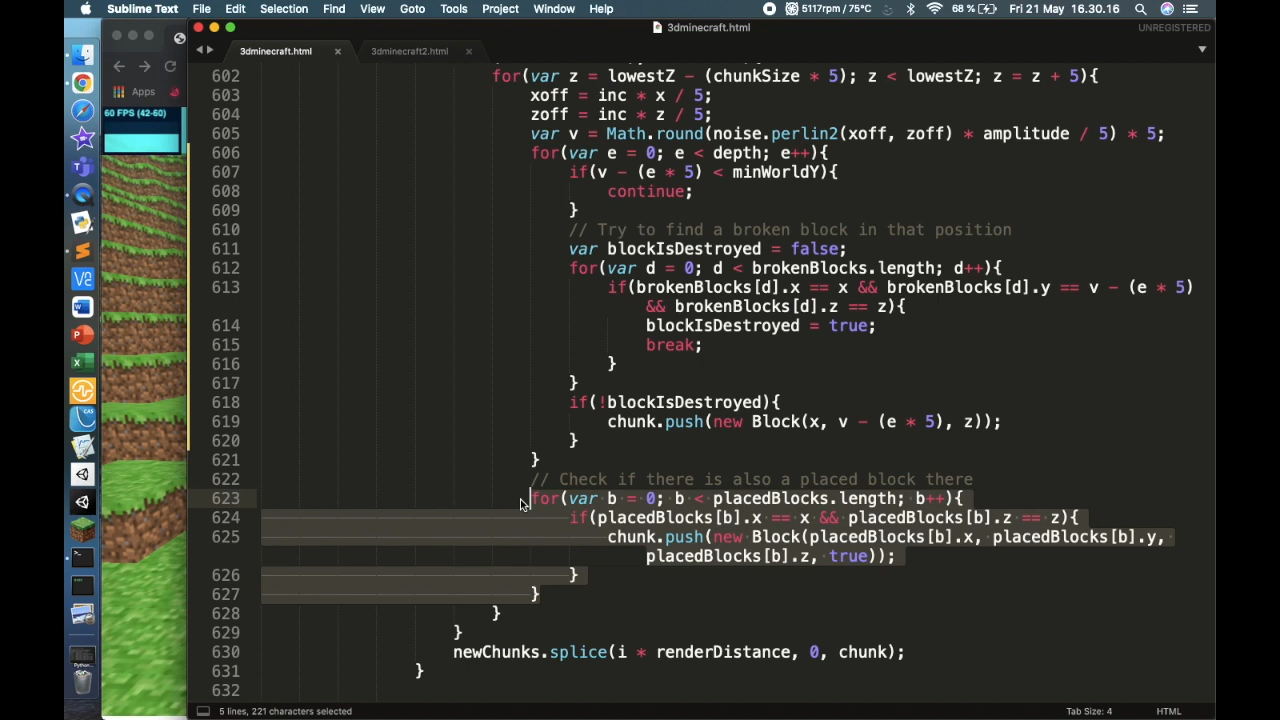 Sublime Text File Edit Selection Find View Goto Tools Project Window Help 5117rpm / 75°C 68 % Fri 21 May 16.30.16
3dminecraft.html
UNREGISTERED
3dminecraft.html × 3dminecraft2.html ×
Apps
60 FPS (42-60)
602 for(var z = lowestZ - (chunkSize * 5); z < lowestZ; z = z + 5){
603 xoff = inc * x / 5;
604 zoff = inc * z / 5;
605 var v = Math.round(noise.perlin2(xoff, zoff) * amplitude / 5) * 5;
606 for(var e = 0; e < depth; e++){
607 if(v - (e * 5) < minWorldY){
608 continue;
609 }
610 // Try to find a broken block in that position
611 var blockIsDestroyed = false;
612 for(var d = 0; d < brokenBlocks.length; d++){
613 if(brokenBlocks[d].x == x && brokenBlocks[d].y == v - (e * 5)
&& brokenBlocks[d].z == z){
614 blockIsDestroyed = true;
615 break;
616 }
617 }
618 if(!blockIsDestroyed){
619 chunk.push(new Block(x, v - (e * 5), z));
620 }
621 }
622 // Check if there is also a placed block there
623 for(var b = 0; b < placedBlocks.length; b++){
624 if(placedBlocks[b].x == x && placedBlocks[b].z == z){
625 chunk.push(new Block(placedBlocks[b].x, placedBlocks[b].y,
placedBlocks[b].z, true));
626 }
627 }
628 }
629 }
630 newChunks.splice(i * renderDistance, 0, chunk);
631 }
632
5 lines, 221 characters selected
Tab Size: 4 HTML